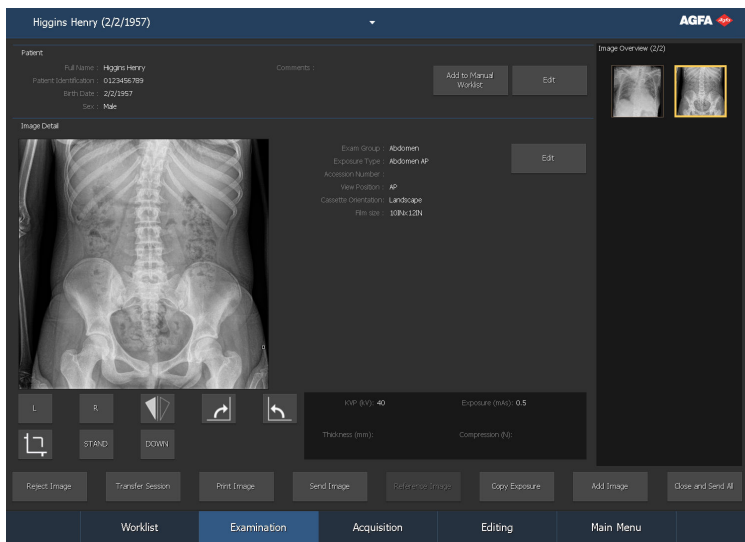 Higgins Henry (2/2/1957)
AGFA
Patient
Full Name : Higgins Henry
Comments :
Patient Identification : 0123456789
Birth Date : 2/2/1957
Sex : Male
Add to Manual
Worklist
Edit
Image Overview (2/2)
Image Detail
Exam Group : Abdomen
Exposure Type : Abdomen AP
Accession Number :
View Position : AP
Cassette Orientation: Landscape
Film size : 10INx12IN
Edit
L
R
STAND
DOWN
KVP (kV): 40
Exposure (mAs): 0.5
Thickness (mm):
Compression (N):
Reject Image
Transfer Session
Print Image
Send Image
Reference Image
Copy Exposure
Add Image
Close and Send All
Worklist
Examination
Acquisition
Editing
Main Menu